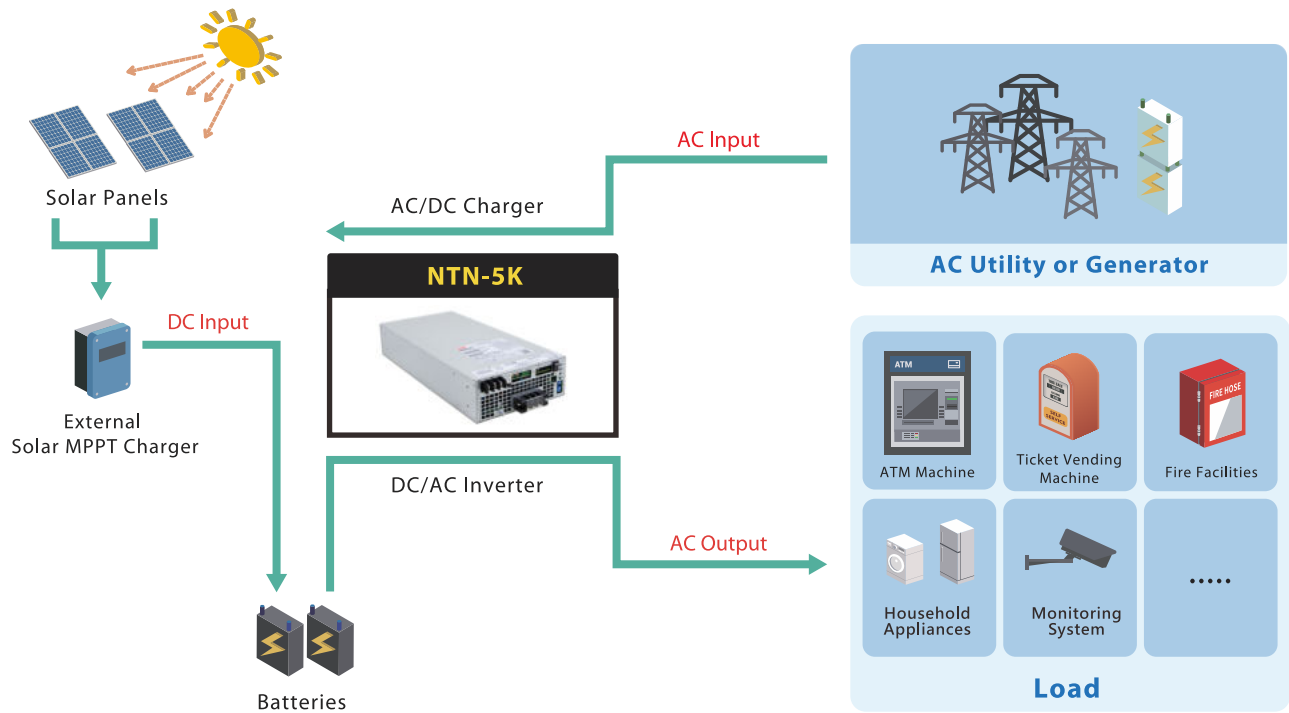 AC Input
Solar Panels
AC/DC Charger
AC Utility or Generator
NTN-5K
DC Input
External
Solar MPPT Charger
ATM
ATM Machine
SELF
SERVICE
Ticket Vending
Machine
FIRE HOSE
Fire Facilities
DC/AC Inverter
AC Output
Household
Appliances
Monitoring
System
.....
Batteries
Load